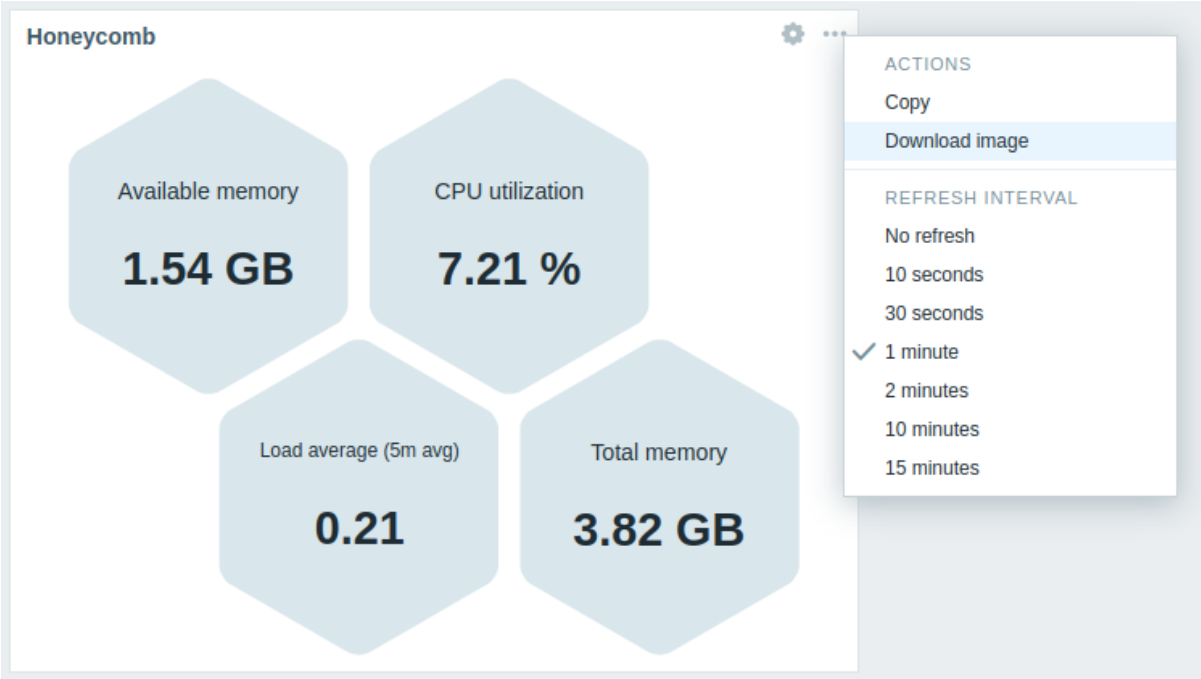 Honeycomb
Available memory
1.54 GB
CPU utilization
7.21 %
Load average (5m avg)
0.21
Total memory
3.82 GB
ACTIONS
Copy
Download image
REFRESH INTERVAL
No refresh
10 seconds
30 seconds
1 minute
2 minutes
10 minutes
15 minutes